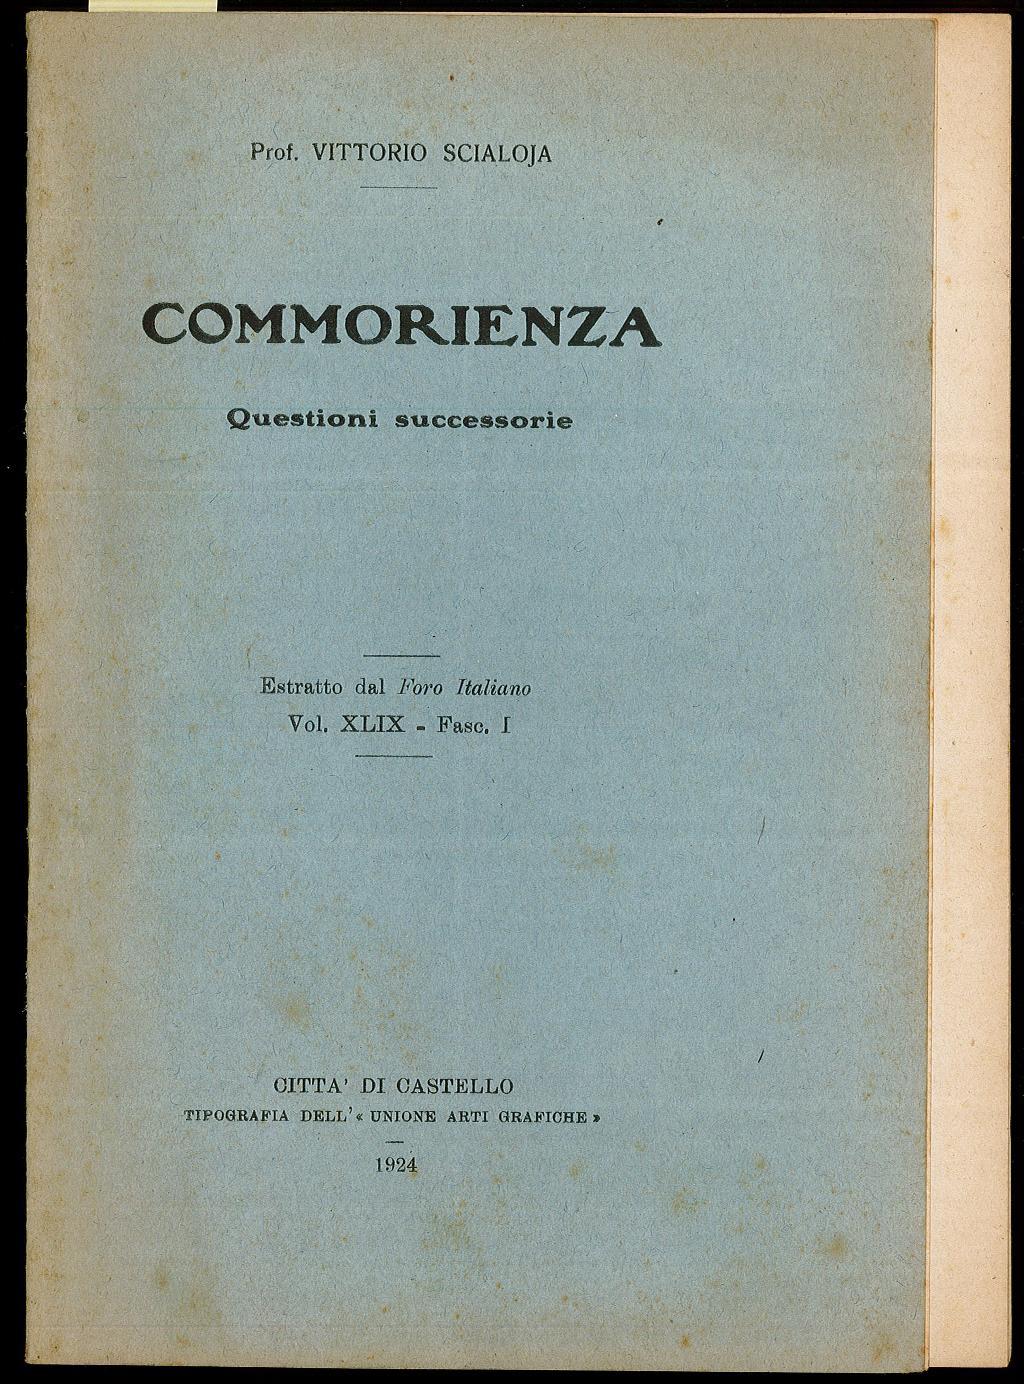 Prof. VITTORIO SCIALOJA
COMMORIENZA
Questioni successorie
Estratto dal Foro Italiano
Vol. XLIX - Fasc. I
CITTA' DI CASTELLO
TIPOGRAFIA DELL'« UNIONE ARTI GRAFICHE »
1924